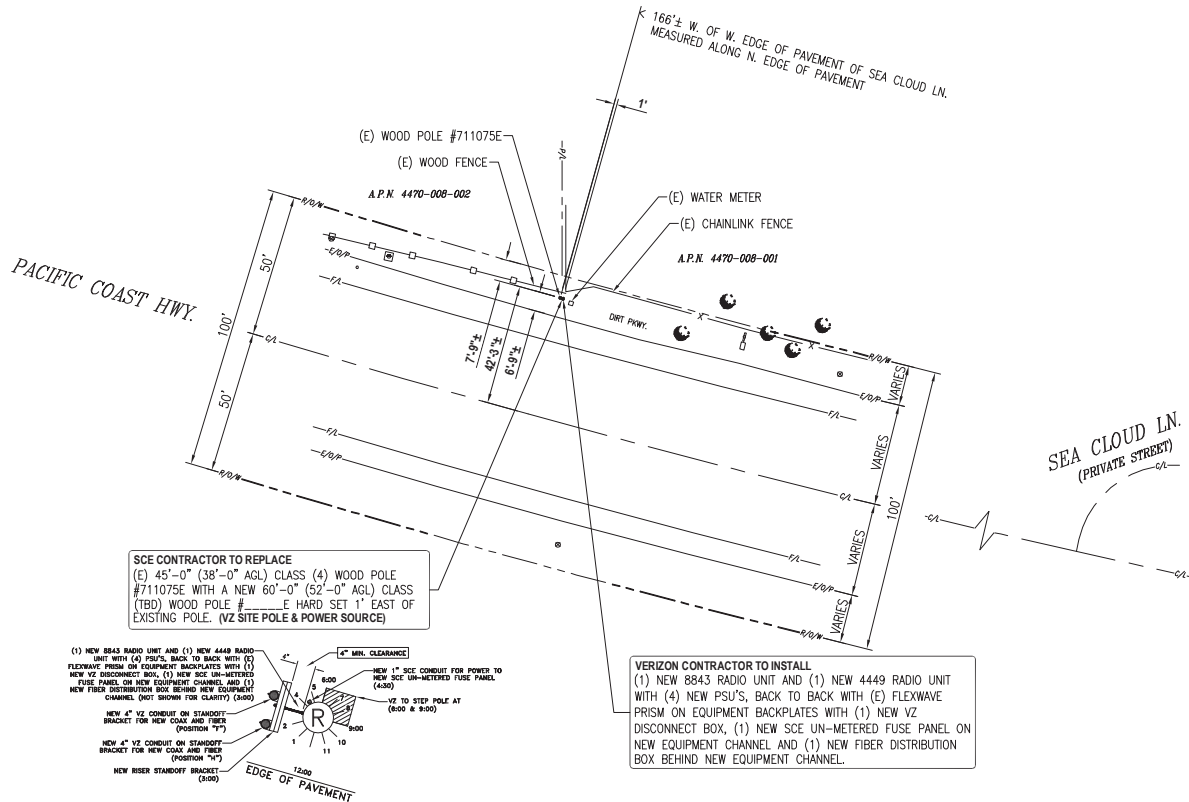 166'± W. OF W. EDGE OF PAVEMENT OF SEA CLOUD LN.
MEASURED ALONG N. EDGE OF PAVEMENT
1'
(E) WOOD POLE #711075E
(E) WOOD FENCE
P/L
A.P.N. 4470-008-002
(E) WATER METER
(E) CHAINLINK FENCE
A.P.N. 4470-008-001
PACIFIC COAST HWY.
R/O/W
E/O/P
F/L
50'
100'
C/L
50'
7'-9"±
42'-3"±
6'-9"±
DIRT PKWY.
X
X
R/O/W
E/O/P
F/L
VARIES
VARIES
C/L
100'
VARIES
VARIES
F/L
E/O/P
R/O/W
F/L
E/O/P
R/O/W
SEA CLOUD LN.
(PRIVATE STREET)
C/L
C/L
C/L
SCE CONTRACTOR TO REPLACE
(E) 45'-0" (38'-0" AGL) CLASS (4) WOOD POLE
#711075E WITH A NEW 60'-0" (52'-0" AGL) CLASS
(TBD) WOOD POLE #_____E HARD SET 1' EAST OF
EXISTING POLE. (VZ SITE POLE & POWER SOURCE)
(1) NEW 8843 RADIO UNIT AND (1) NEW 4449 RADIO
UNIT WITH (4) PSU'S, BACK TO BACK WITH (E)
FLEXWAVE PRISM ON EQUIPMENT BACKPLATES WITH (1)
NEW VZ DISCONNECT BOX, (1) NEW SCE UN-METERED
FUSE PANEL ON NEW EQUIPMENT CHANNEL AND (1)
NEW FIBER DISTRIBUTION BOX BEHIND NEW EQUIPMENT
CHANNEL (NOT SHOWN FOR CLARITY) (3:00)
NEW 4" VZ CONDUIT ON STANDOFF
BRACKET FOR NEW COAX AND FIBER
(POSITION "F")
NEW 4" VZ CONDUIT ON STANDOFF
BRACKET FOR NEW COAX AND FIBER
(POSITION "H")
NEW RISER STANDOFF BRACKET
(3:00)
4"
4" MIN. CLEARANCE
NEW 1" SCE CONDUIT FOR POWER TO
NEW SCE UN-METERED FUSE PANEL
(4:30)
VZ TO STEP POLE AT
(6:00 & 9:00)
6:00
5
4
7
8
R
2
9:00
1
10
11
12:00
EDGE OF PAVEMENT
VERIZON CONTRACTOR TO INSTALL
(1) NEW 8843 RADIO UNIT AND (1) NEW 4449 RADIO UNIT
WITH (4) NEW PSU'S, BACK TO BACK WITH (E) FLEXWAVE
PRISM ON EQUIPMENT BACKPLATES WITH (1) NEW VZ
DISCONNECT BOX, (1) NEW SCE UN-METERED FUSE PANEL ON
NEW EQUIPMENT CHANNEL AND (1) NEW FIBER DISTRIBUTION
BOX BEHIND NEW EQUIPMENT CHANNEL.